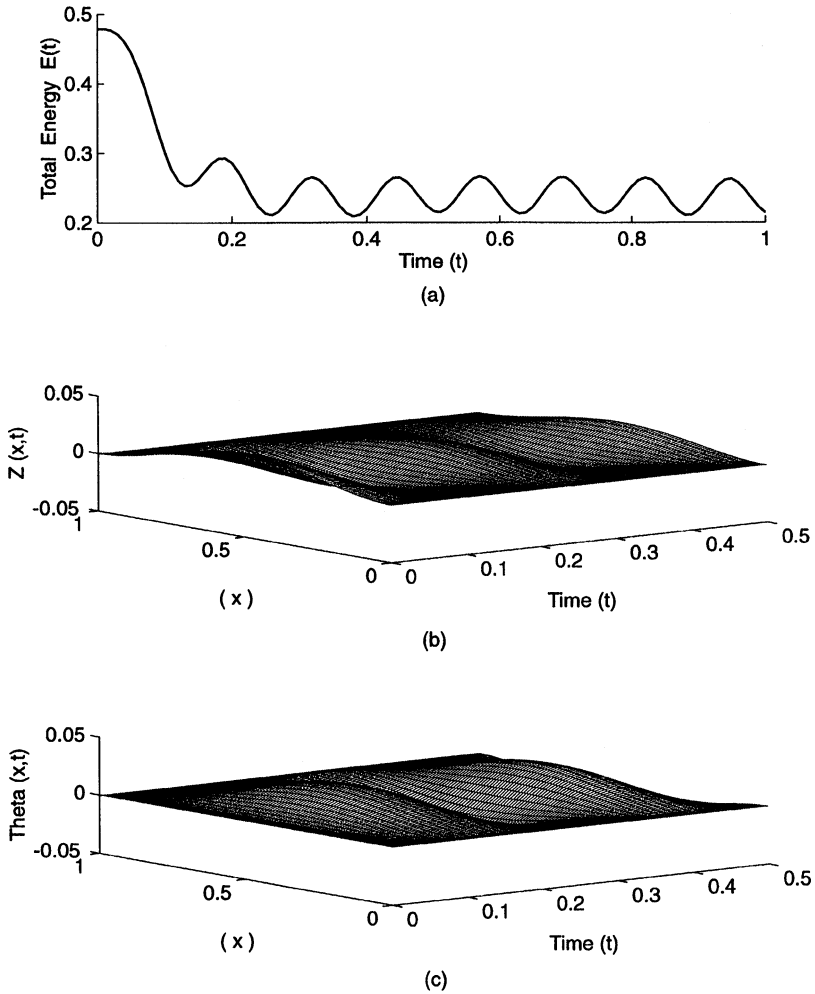 0.5
0.4
0.3
0.2
Total Energy E(t)
0 0.2 0.4 0.6 0.8 1
Time (t)
(a)
0.05
0
-0.05
Z (x,t)
1 0.5 0
( x )
0 0.1 0.2 0.3 0.4 0.5
Time (t)
(b)
0.05
0
-0.05
Theta (x,t)
1 0.5 0
( x )
0 0.1 0.2 0.3 0.4 0.5
Time (t)
(c)